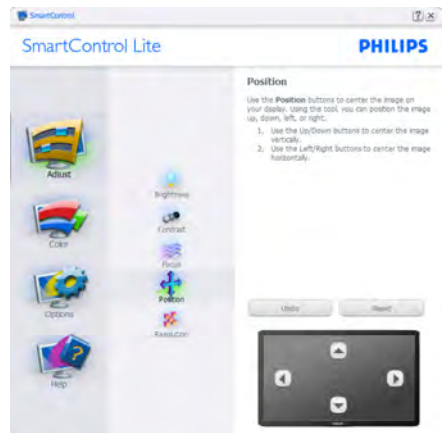 SmartControl
SmartControl Lite
PHILIPS
Position
Use the Position buttons to center the image on
your display. Using the tool, you can position the image
up, down, left, or right.
1. Use the Up/Down buttons to center the image
vertically.
2. Use the Left/Right buttons to center the image
horizontally.
Adjust
Color
Options
Help
Brightness
Contrast
Focus
Position
Resolution
Undo
Reset